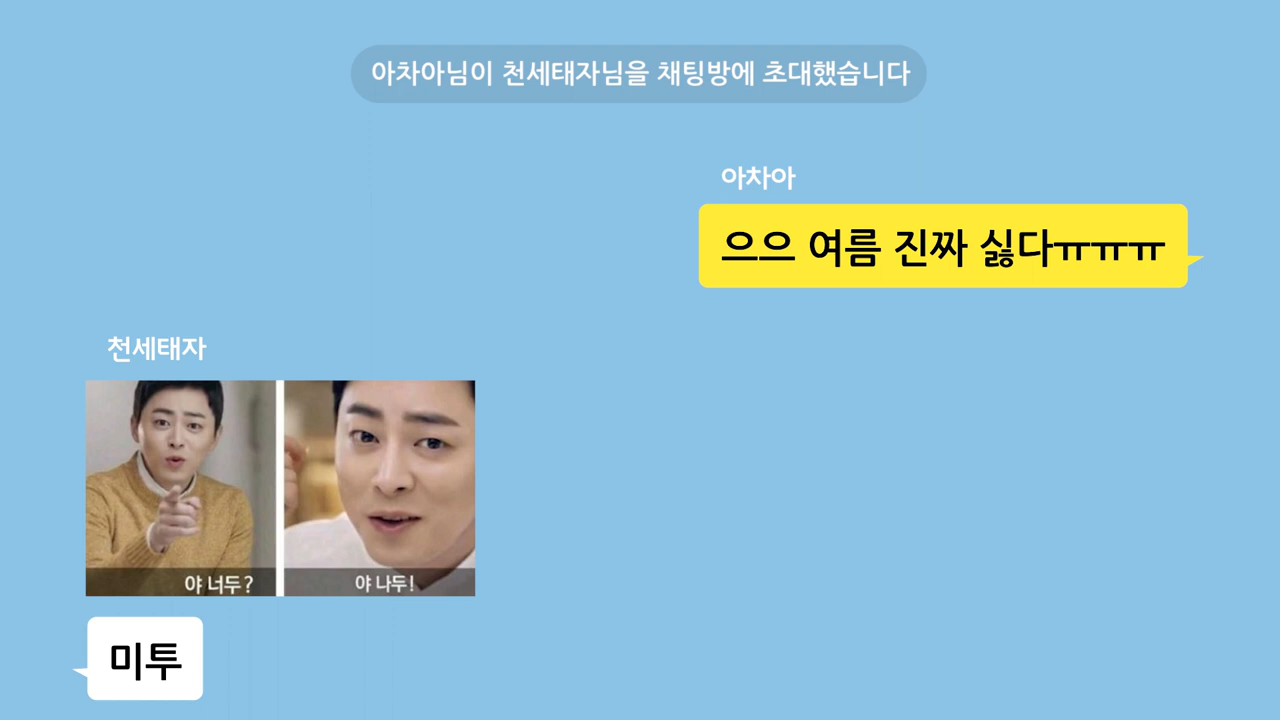 아차아님이 천세태자님을 채팅방에 초대했습니다
아차아
으으 여름 진짜 싫다ㅠㅠㅠ
천세태자
야 너두?
야 나두!
미투